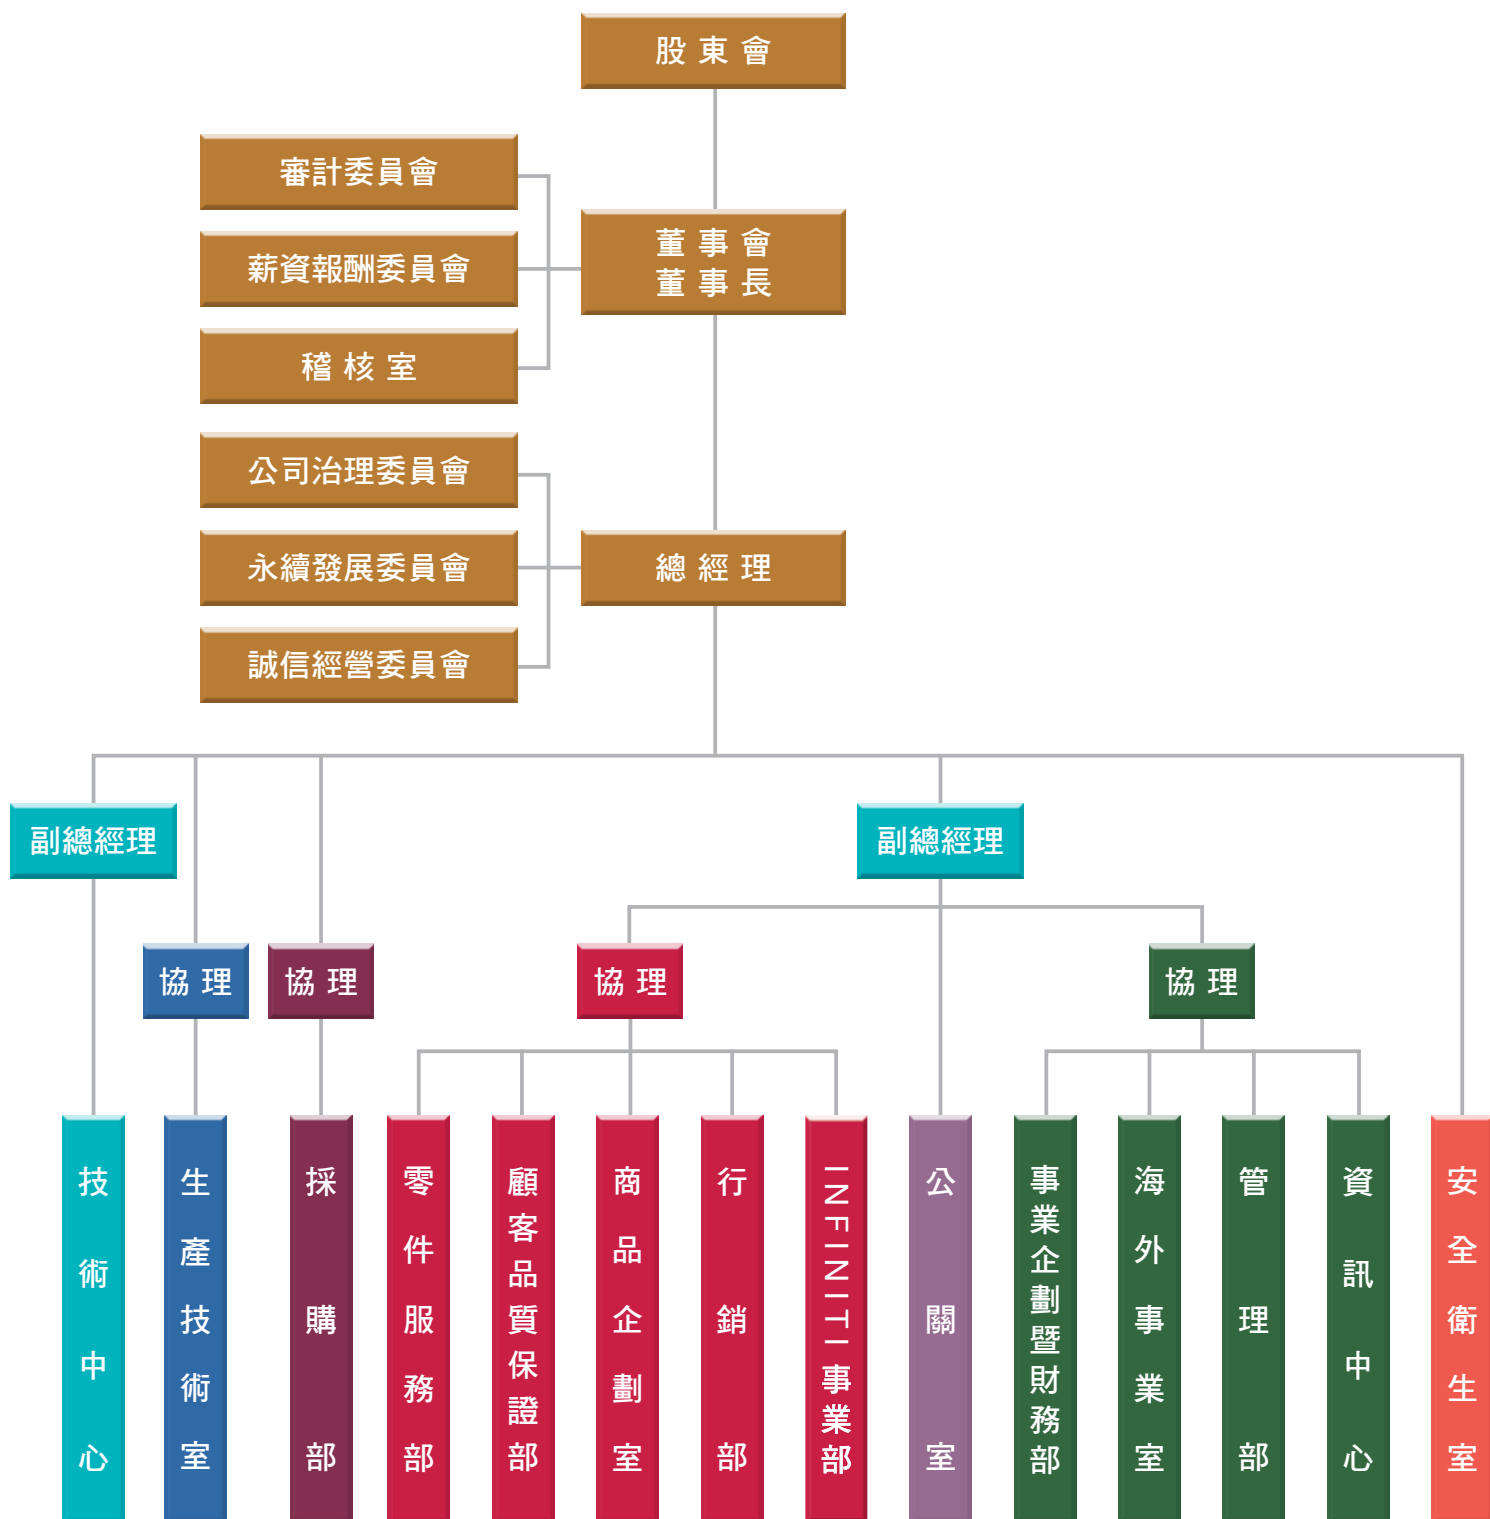 股東會
審計委員會
薪資報酬委員會
稽核室
董事會
董事長
公司治理委員會
永續發展委員會
誠信經營委員會
總經理
副總經理
副總經理
協理
協理
協理
協理
技術中心
生產技術室
採購部
零件服務部
顧客品質保證部
商品企劃室
行銷部
INFINITI事業部
公關室
事業企劃暨財務部
海外事業室
管理部
資訊中心
安全衛生室